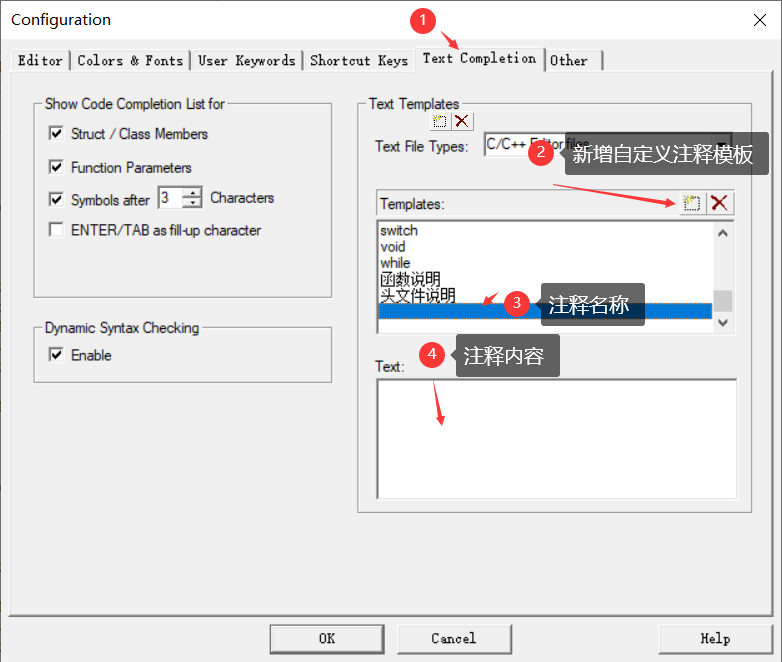 Configuration
1
Editor
Colors & Fonts
User Keywords
Shortcut Keys
Text Completion
Other
Show Code Completion List for
Struct / Class Members
Function Parameters
Symbols after 3 Characters
ENTER/TAB as fill-up character
Dynamic Syntax Checking
Enable
Text Templates
Text File Types: C/C++ Editor files
2 新增自定义注释模板
Templates:
switch
void
while
函数说明
头文件说明
3 注释名称
4 注释内容
Text:
OK
Cancel
Help